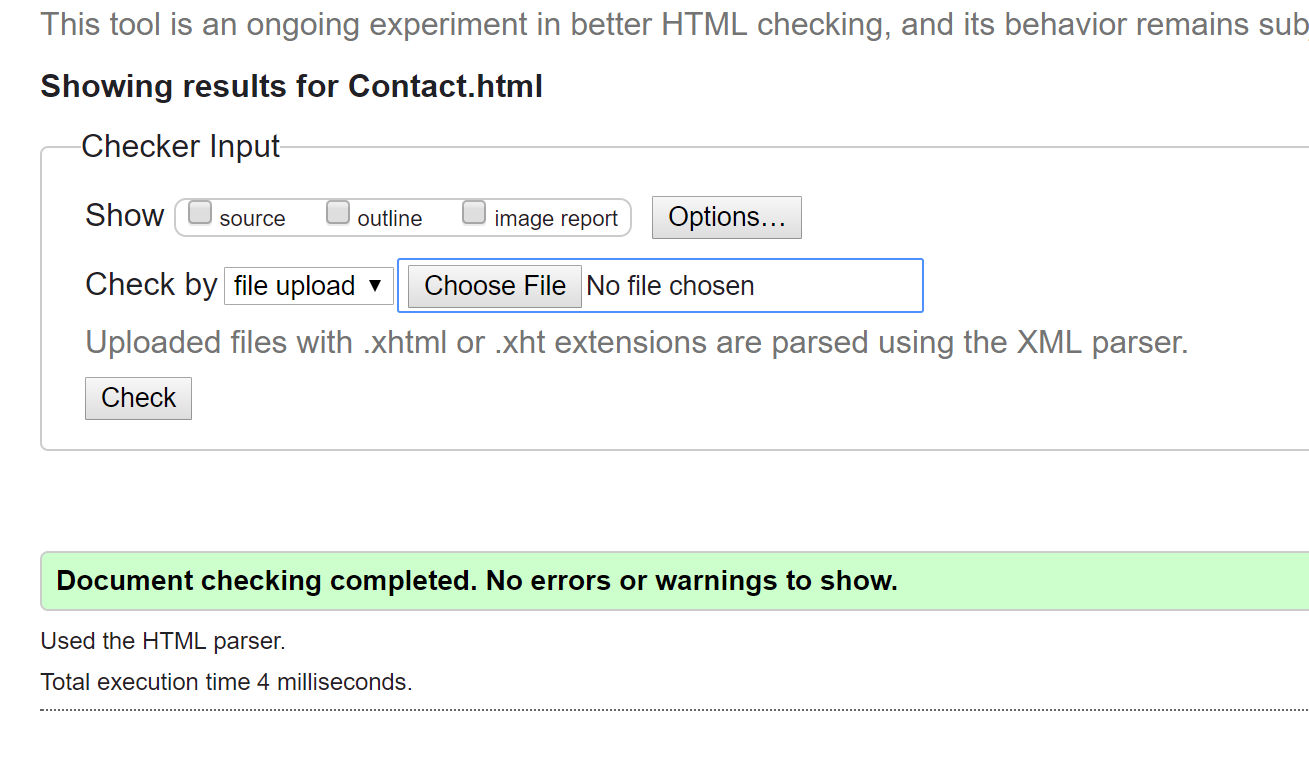 This tool is an ongoing experiment in better HTML checking, and its behavior remains
Showing results for Contact.html
Checker Input
Show source outline image report Options…
Check by file upload ▼ Choose File No file chosen
Uploaded files with .xhtml or .xht extensions are parsed using the XML parser.
Check
Document checking completed. No errors or warnings to show.
Used the HTML parser.
Total execution time 4 milliseconds.